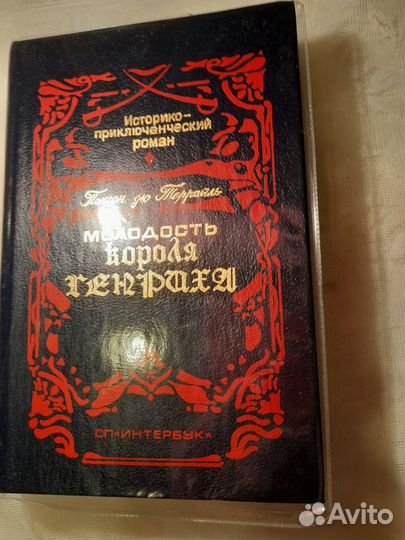 Историко-
приключенческий
роман
Понсон дю Террайль
МОЛОДОСТЬ
короля
ГЕНРИХА
СП«ИНТЕРБУК»
Avito